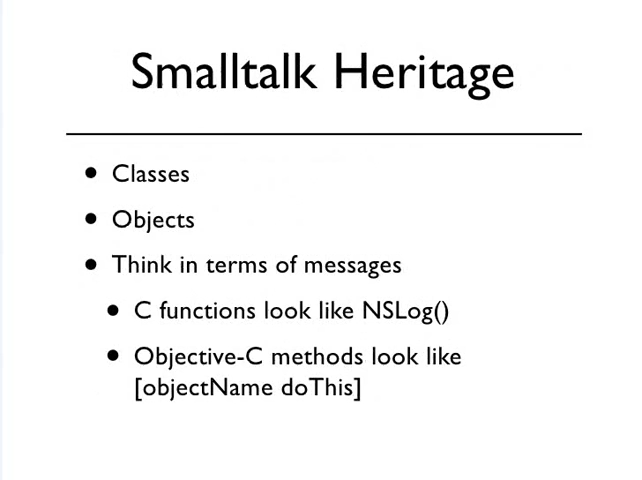 Smalltalk Heritage
• Classes
• Objects
• Think in terms of messages
• C functions look like NSLog()
• Objective-C methods look like
[objectName doThis]